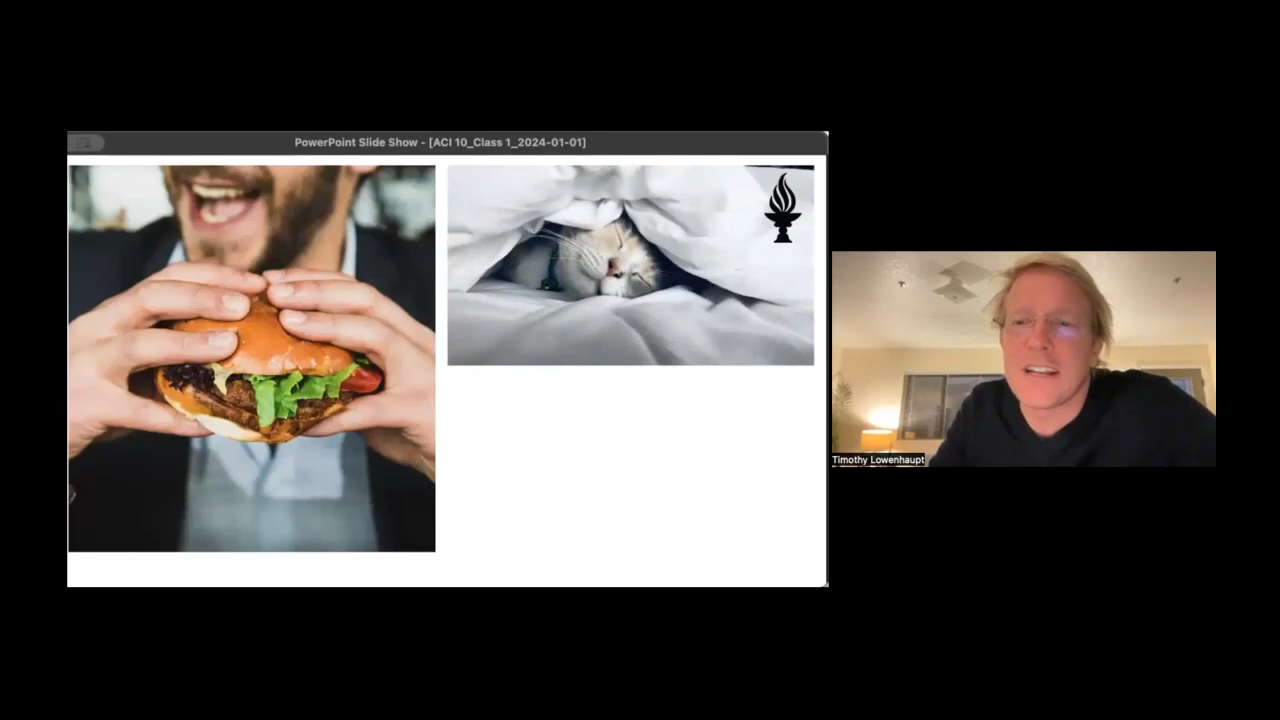 PowerPoint Slide Show - [ACI 10_Class 1_2024-01-01]
Timothy Lowenhaupt